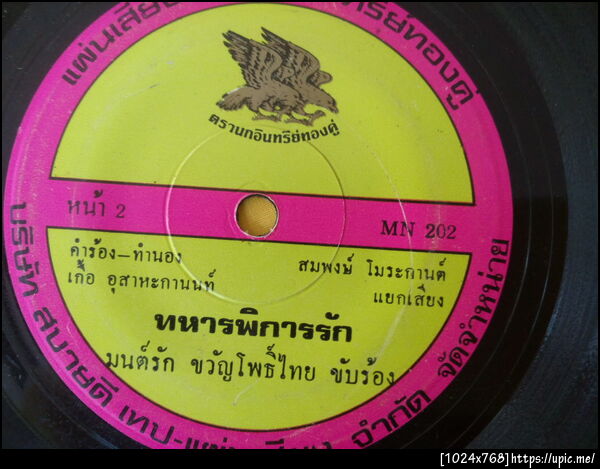 แผ่นเสียง
ทรีย์ทองคู่
ตรานกอินทรีย์ทองคู่
หน้า 2
MN 202
คำร้อง-ทำนอง
เกื้อ อุสาหะกานนท์
สมพงษ์ โมระกานต์
แยกเสียง
ทหารพิการรัก
มนต์รัก ขวัญโพธิ์ไทย ขับร้อง
บริษัท สบายดี เทป-แผ่นเสียง จำกัด จัดจำหน่าย
[1024x768]https://upic.me/